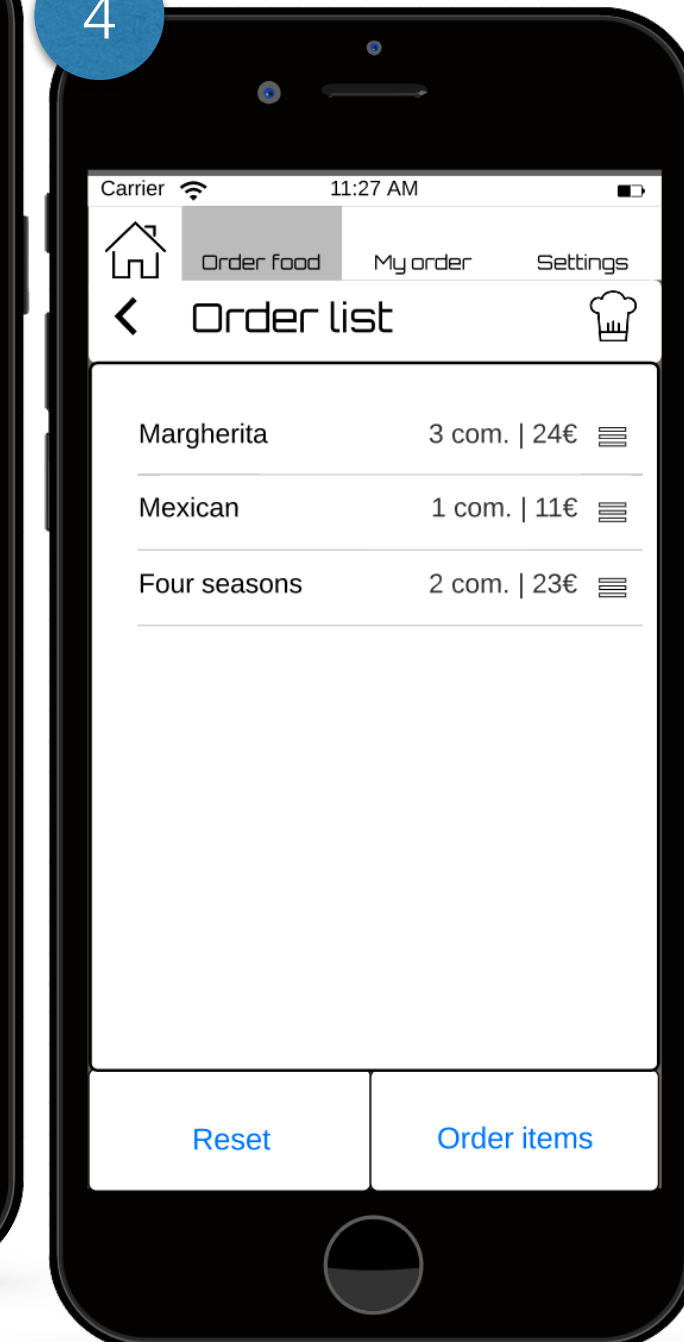 4
Carrier 11:27 AM
Order food My order Settings
Order list
Margherita 3 com. | 24€
Mexican 1 com. | 11€
Four seasons 2 com. | 23€
Reset Order items